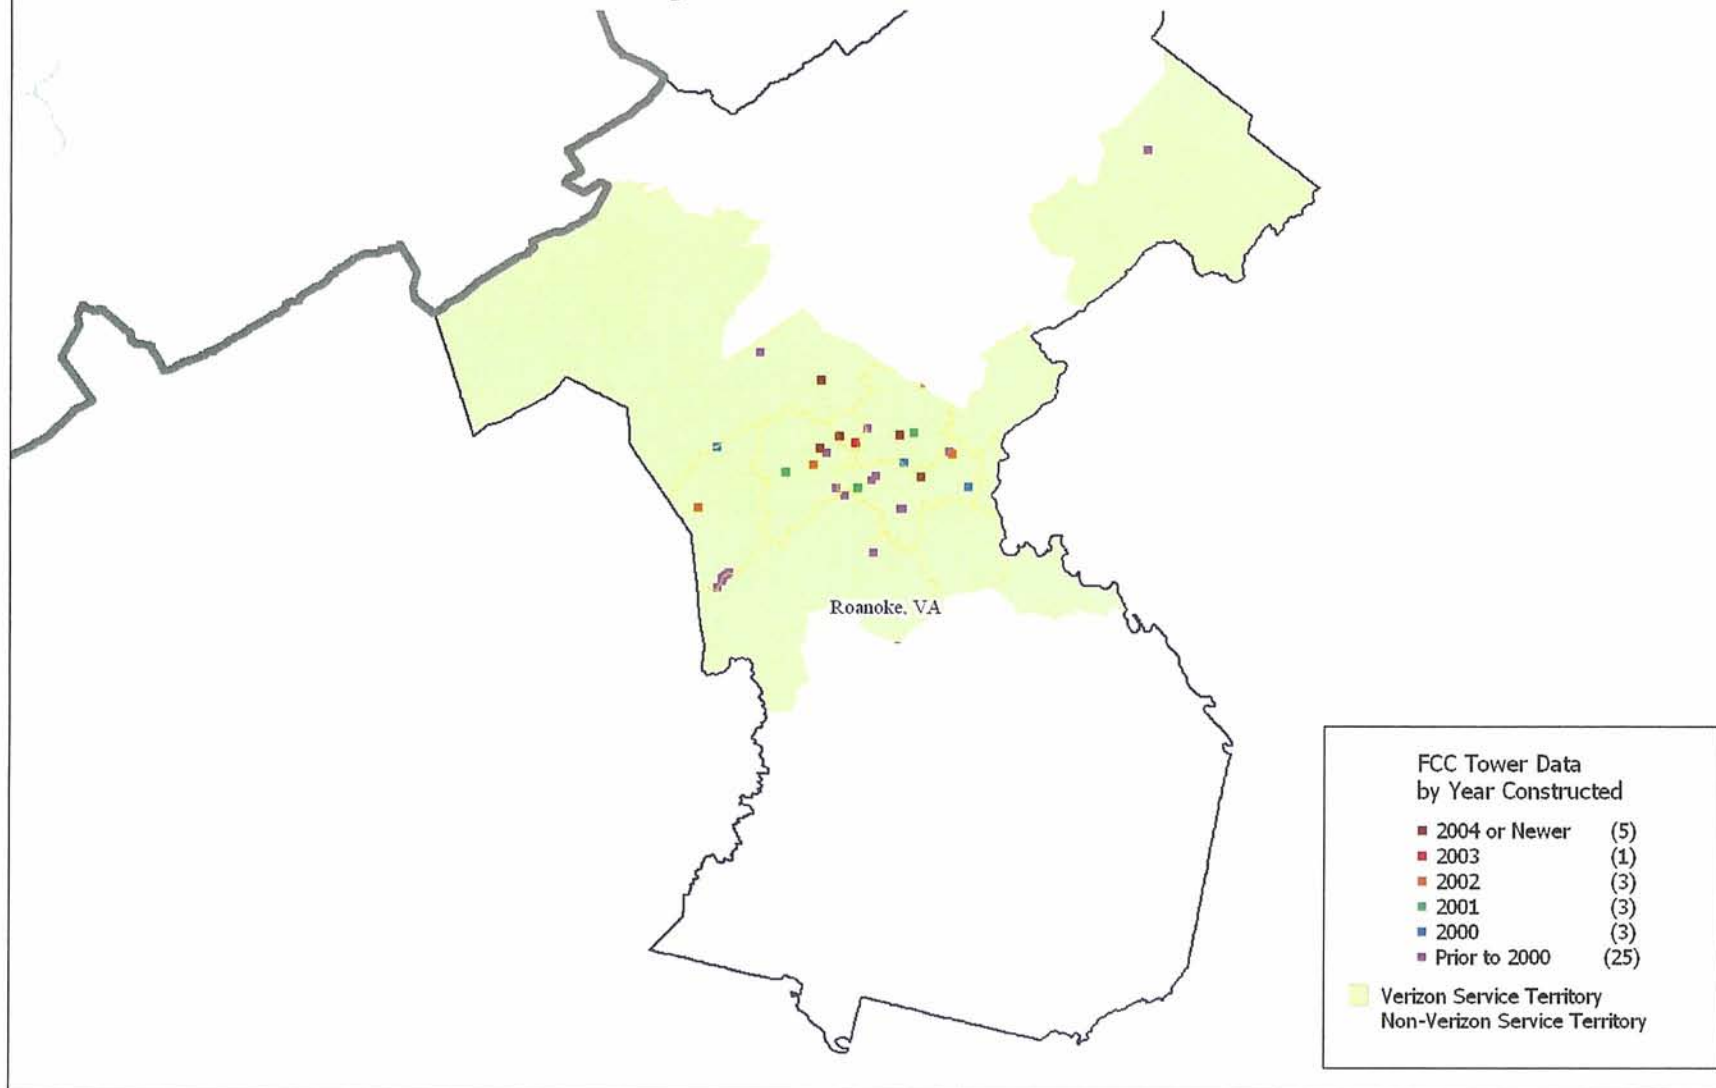 Roanoke, VA
FCC Tower Data
by Year Constructed
2004 or Newer (5)
2003 (1)
2002 (3)
2001 (3)
2000 (3)
Prior to 2000 (25)
Verizon Service Territory
Non-Verizon Service Territory